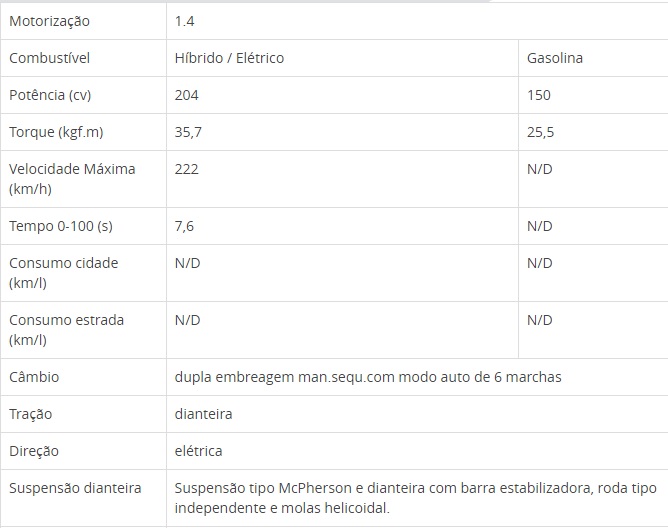 Motorização 1.4
Combustível Híbrido / Elétrico Gasolina
Potência (cv) 204 150
Torque (kgf.m) 35,7 25,5
Velocidade Máxima 222 N/D
(km/h)
Tempo 0-100 (s) 7,6 N/D
Consumo cidade N/D N/D
(km/l)
Consumo estrada N/D N/D
(km/l)
Câmbio dupla embreagem man.sequ.com modo auto de 6 marchas
Tração dianteira
Direção elétrica
Suspensão dianteira Suspensão tipo McPherson e dianteira com barra estabilizadora, roda tipo
independente e molas helicoidal.